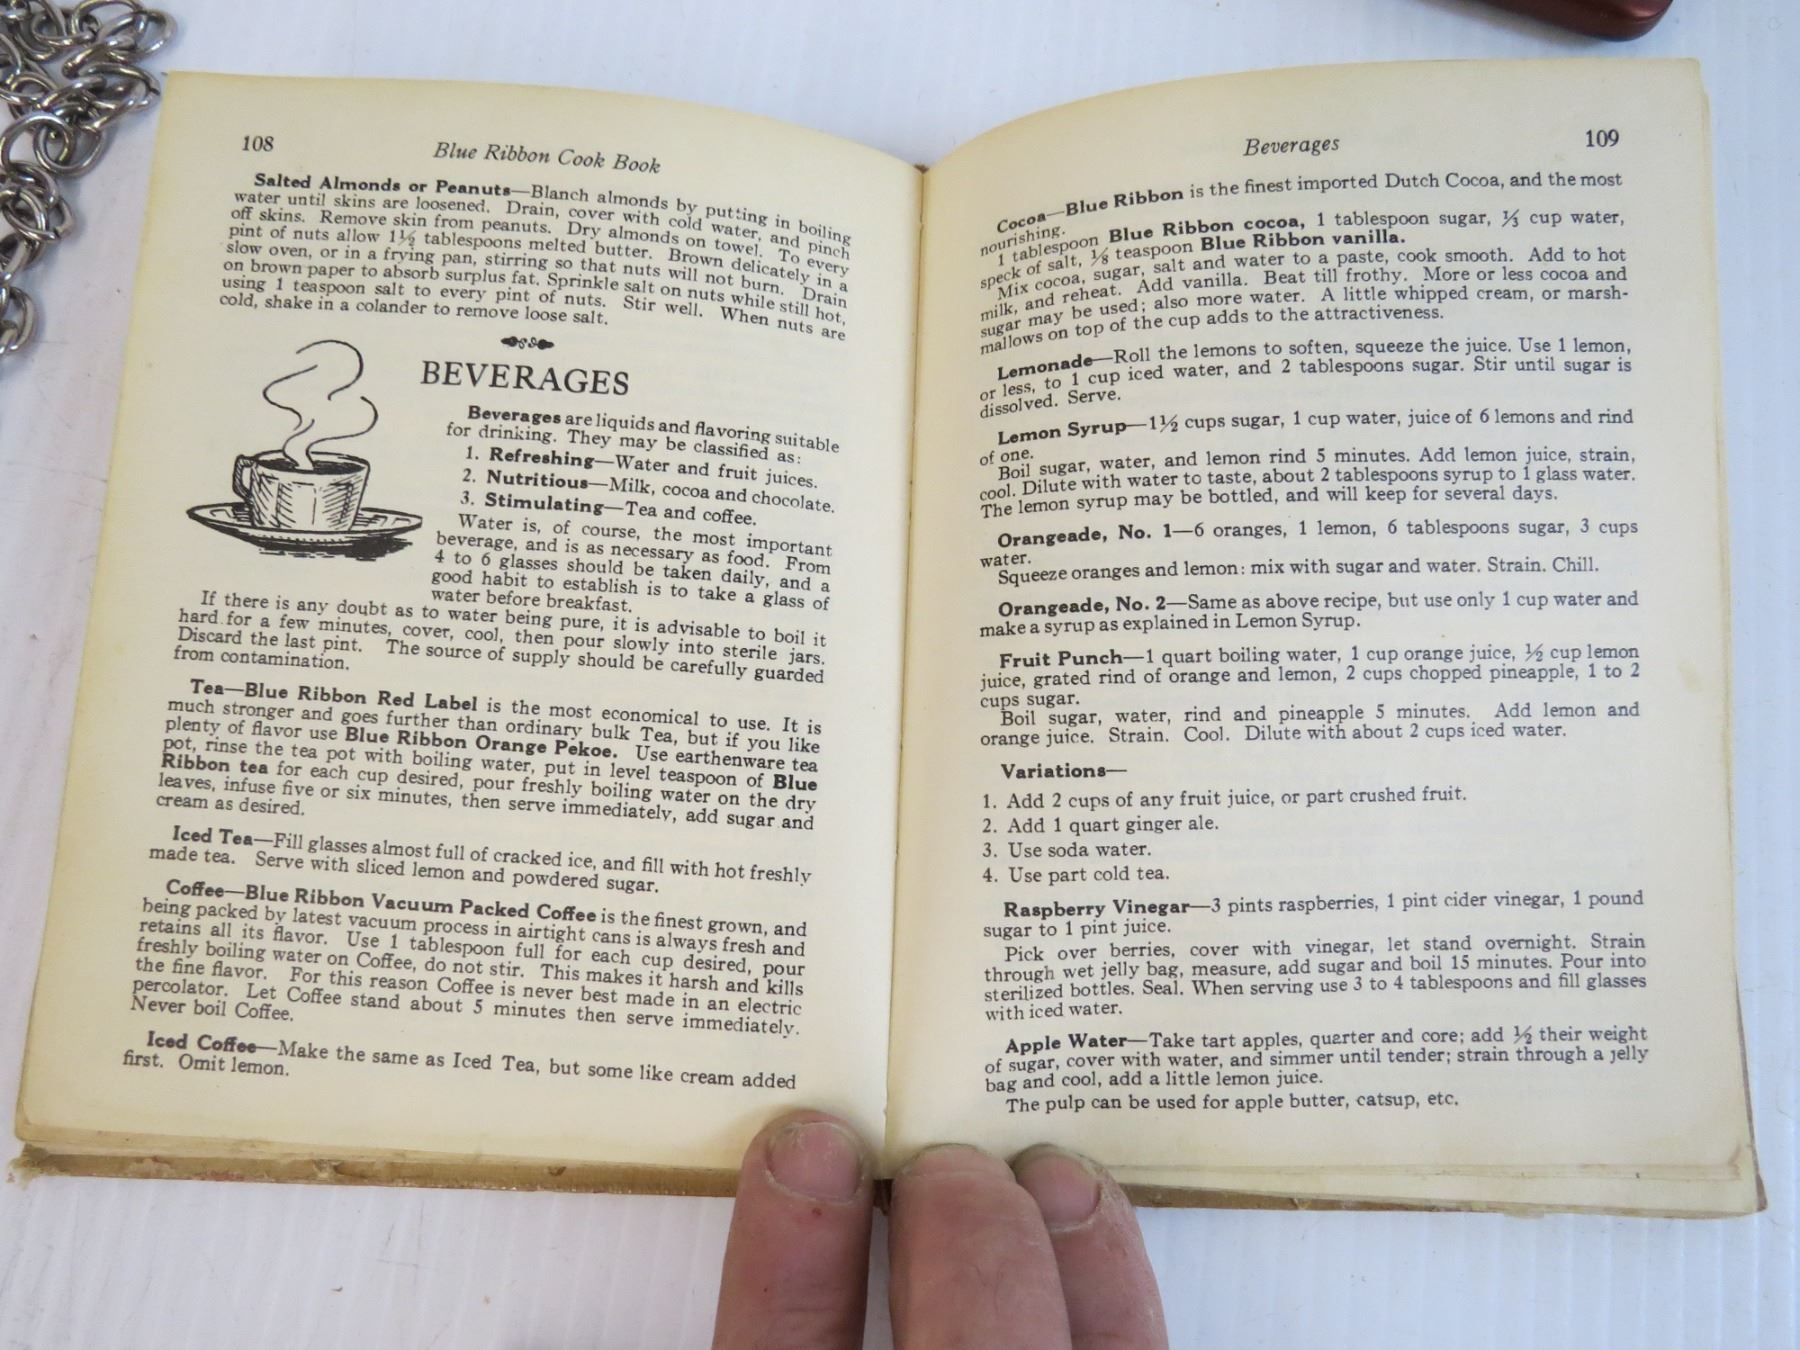 108
Blue Ribbon Cook Book
Salted Almonds or Peanuts—Blanch almonds by putting in boiling
water until skins are loosened. Drain, cover with cold water, and pinch
off skins. Remove skin from peanuts. Dry almonds on towel. To every
pint of nuts allow 1½ tablespoons melted butter. Brown delicately in a
slow oven, or in a frying pan, stirring so that nuts will not burn. Drain
on brown paper to absorb surplus fat. Sprinkle salt on nuts while still hot,
using 1 teaspoon salt to every pint of nuts. Stir well. When nuts are
cold, shake in a colander to remove loose salt.
BEVERAGES
Beverages are liquids and flavoring suitable
for drinking. They may be classified as:
1. Refreshing—Water and fruit juices.
2. Nutritious—Milk, cocoa and chocolate.
3. Stimulating—Tea and coffee.
Water is, of course, the most important
beverage, and is as necessary as food. From
4 to 6 glasses should be taken daily, and a
good habit to establish is to take a glass of
water before breakfast.
If there is any doubt as to water being pure, it is advisable to boil it
hard for a few minutes, cover, cool, then pour slowly into sterile jars.
Discard the last pint. The source of supply should be carefully guarded
from contamination.
Tea—Blue Ribbon Red Label is the most economical to use. It is
much stronger and goes further than ordinary bulk Tea, but if you like
plenty of flavor use Blue Ribbon Orange Pekoe. Use earthenware tea
pot, rinse the tea pot with boiling water, put in level teaspoon of Blue
Ribbon tea for each cup desired, pour freshly boiling water on the dry
leaves, infuse five or six minutes, then serve immediately, add sugar and
cream as desired.
Iced Tea—Fill glasses almost full of cracked ice, and fill with hot freshly
made tea. Serve with sliced lemon and powdered sugar.
Coffee—Blue Ribbon Vacuum Packed Coffee is the finest grown, and
being packed by latest vacuum process in airtight cans is always fresh and
retains all its flavor. Use 1 tablespoon full for each cup desired, pour
freshly boiling water on Coffee, do not stir. This makes it harsh and kills
the fine flavor. For this reason Coffee is never best made in an electric
percolator. Let Coffee stand about 5 minutes then serve immediately.
Never boil Coffee.
Iced Coffee—Make the same as Iced Tea, but some like cream added
first. Omit lemon.
Beverages
109
Cocoa—Blue Ribbon is the finest imported Dutch Cocoa, and the most
nourishing.
1 tablespoon Blue Ribbon cocoa, 1 tablespoon sugar, ⅓ cup water,
speck of salt, ⅛ teaspoon Blue Ribbon vanilla.
Mix cocoa, sugar, salt and water to a paste, cook smooth. Add to hot
milk, and reheat. Add vanilla. Beat till frothy. More or less cocoa and
sugar may be used; also more water. A little whipped cream, or marsh-
mallows on top of the cup adds to the attractiveness.
Lemonade—Roll the lemons to soften, squeeze the juice. Use 1 lemon,
or less, to 1 cup iced water, and 2 tablespoons sugar. Stir until sugar is
dissolved. Serve.
Lemon Syrup—1½ cups sugar, 1 cup water, juice of 6 lemons and rind
of one.
Boil sugar, water, and lemon rind 5 minutes. Add lemon juice, strain,
cool. Dilute with water to taste, about 2 tablespoons syrup to 1 glass water.
The lemon syrup may be bottled, and will keep for several days.
Orangeade, No. 1—6 oranges, 1 lemon, 6 tablespoons sugar, 3 cups
water.
Squeeze oranges and lemon: mix with sugar and water. Strain. Chill.
Orangeade, No. 2—Same as above recipe, but use only 1 cup water and
make a syrup as explained in Lemon Syrup.
Fruit Punch—1 quart boiling water, 1 cup orange juice, ½ cup lemon
juice, grated rind of orange and lemon, 2 cups chopped pineapple, 1 to 2
cups sugar.
Boil sugar, water, rind and pineapple 5 minutes. Add lemon and
orange juice. Strain. Cool. Dilute with about 2 cups iced water.
Variations—
1. Add 2 cups of any fruit juice, or part crushed fruit.
2. Add 1 quart ginger ale.
3. Use soda water.
4. Use part cold tea.
Raspberry Vinegar—3 pints raspberries, 1 pint cider vinegar, 1 pound
sugar to 1 pint juice.
Pick over berries, cover with vinegar, let stand overnight. Strain
through wet jelly bag, measure, add sugar and boil 15 minutes. Pour into
sterilized bottles. Seal. When serving use 3 to 4 tablespoons and fill glasses
with iced water.
Apple Water—Take tart apples, quarter and core; add ½ their weight
of sugar, cover with water, and simmer until tender; strain through a jelly
bag and cool, add a little lemon juice.
The pulp can be used for apple butter, catsup, etc.